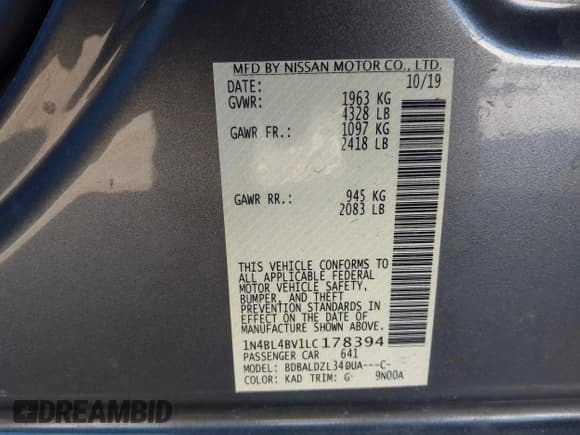 MFD BY NISSAN MOTOR CO., LTD.
DATE: 10/19
GVWR: 1963 KG
4328 LB
GAWR FR.: 1097 KG
2418 LB
GAWR RR.: 945 KG
2083 LB
THIS VEHICLE CONFORMS TO
ALL APPLICABLE FEDERAL
MOTOR VEHICLE SAFETY,
BUMPER, AND THEFT
PREVENTION STANDARDS IN
EFFECT ON THE DATE OF
MANUFACTURE SHOWN ABOVE.
1N4BL4BV1LC178394
PASSENGER CAR 641
MODEL: BDBALDZL34DUA---C-
COLOR: KAD TRIM: G- 9N00A
DREAMBID